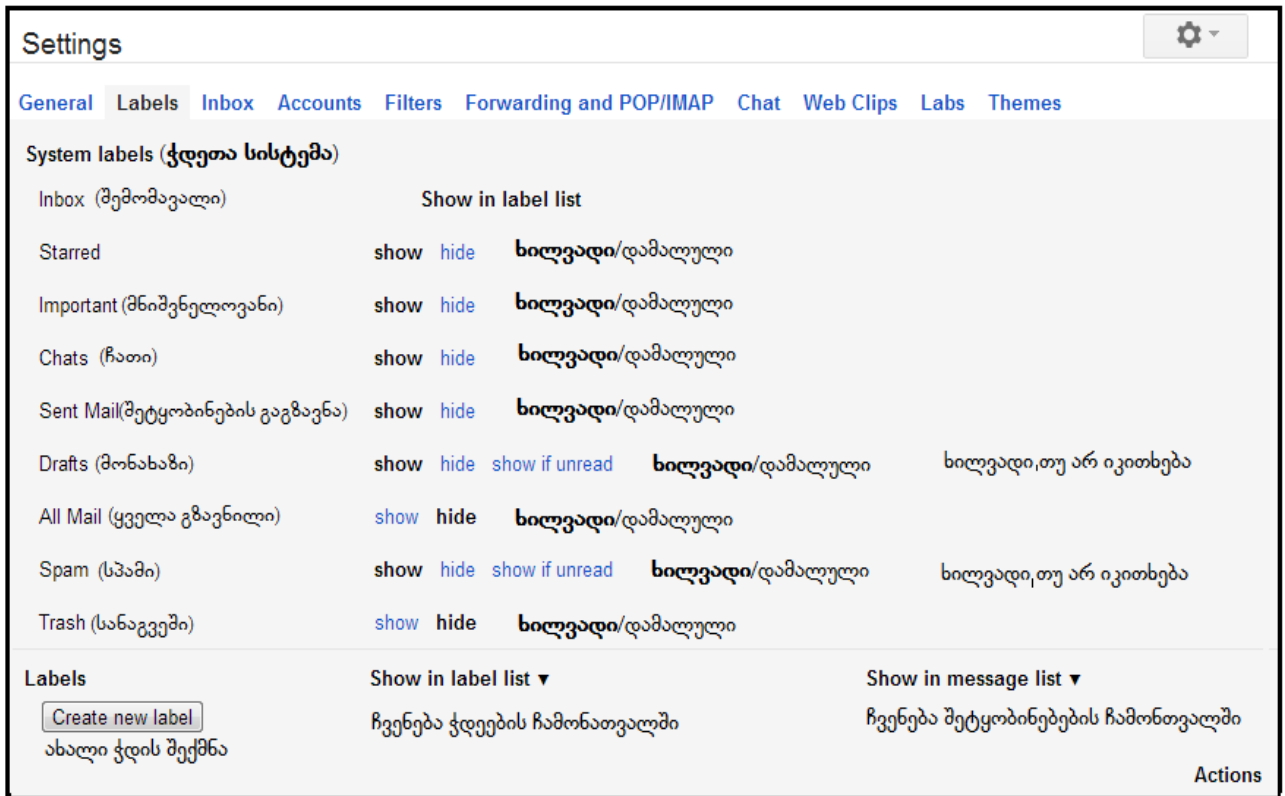 Settings
General Labels Inbox Accounts Filters Forwarding and POP/IMAP Chat Web Clips Labs Themes
System labels (ჭდეთა სისტემა)
Inbox (შემომავალი) Show in label list
Starred show hide ხილვადი/დამალული
Important (მნიშვნელოვანი) show hide ხილვადი/დამალული
Chats (ჩათი) show hide ხილვადი/დამალული
Sent Mail(შეტყობინების გაგზავნა) show hide ხილვადი/დამალული
Drafts (მონახაზი) show hide show if unread ხილვადი/დამალული ხილვადი,თუ არ იკითხება
All Mail (ყველა გზავნილი) show hide ხილვადი/დამალული
Spam (სპამი) show hide show if unread ხილვადი/დამალული ხილვადი,თუ არ იკითხება
Trash (სანაგვეში) show hide ხილვადი/დამალული
Labels Show in label list ▼ Show in message list ▼
Create new label ჩვენება ჭდეების ჩამონათვალში ჩვენება შეტყობინებების ჩამონთვალში
ახალი ჭდის შექმნა
Actions